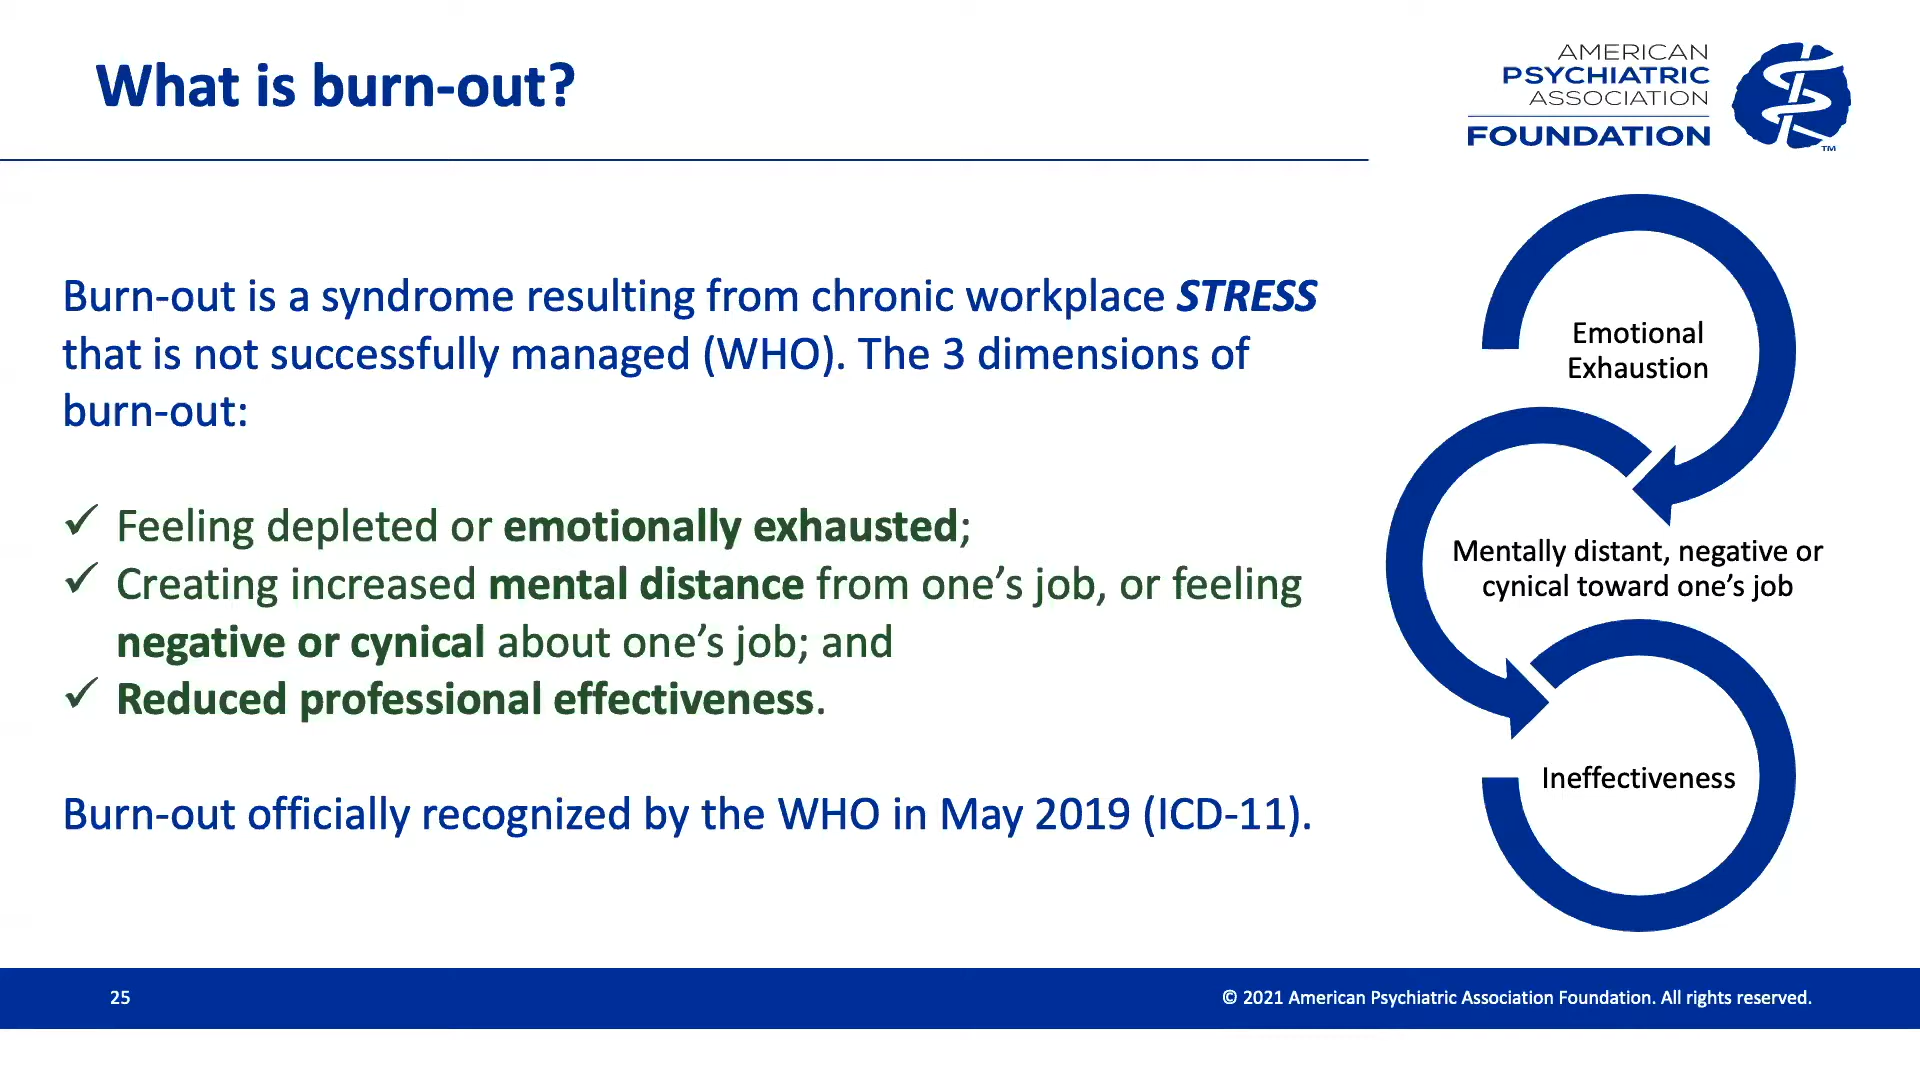 What is burn-out?
AMERICAN
PSYCHIATRIC
ASSOCIATION
FOUNDATION
TM
Burn-out is a syndrome resulting from chronic workplace STRESS
that is not successfully managed (WHO). The 3 dimensions of
burn-out:
✓ Feeling depleted or emotionally exhausted;
✓ Creating increased mental distance from one’s job, or feeling
negative or cynical about one’s job; and
✓ Reduced professional effectiveness.
Burn-out officially recognized by the WHO in May 2019 (ICD-11).
Emotional
Exhaustion
Mentally distant, negative or
cynical toward one’s job
Ineffectiveness
25
© 2021 American Psychiatric Association Foundation. All rights reserved.